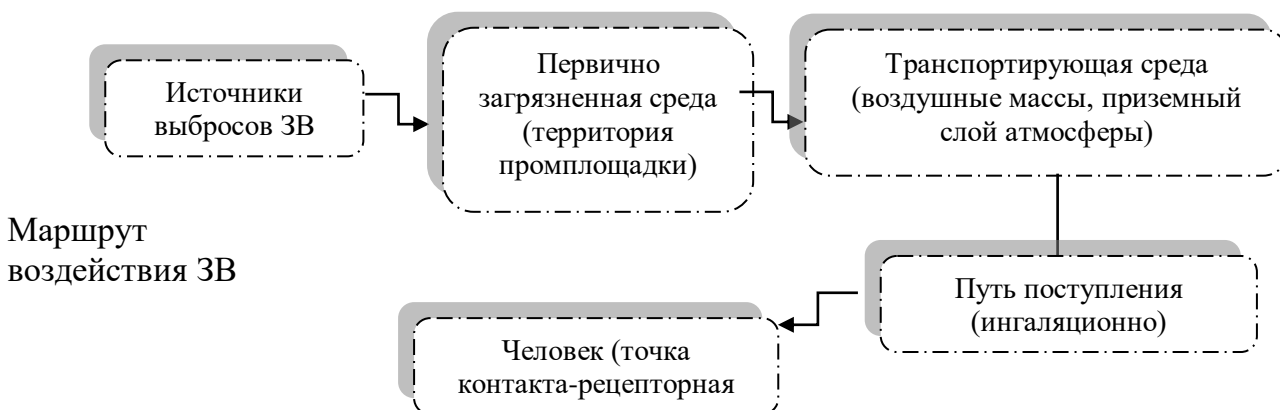 Источники
выбросов ЗВ
Первично
загрязненная среда
(территория
промплощадки)
Транспортирующая среда
(воздушные массы, приземный
слой атмосферы)
Маршрут
воздействия ЗВ
Путь поступления
(ингаляционно)
Человек (точка
контакта-рецепторная